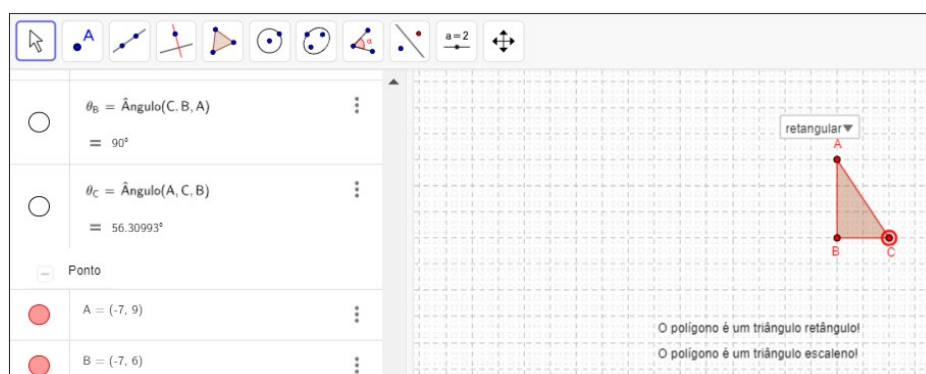 A
α
a=2
θB = Ângulo(C, B, A)
= 90°
θC = Ângulo(A, C, B)
= 56.30993°
Ponto
A = (-7, 9)
B = (-7, 6)
retangular
A
B
C
O polígono é um triângulo retângulo!
O polígono é um triângulo escaleno!